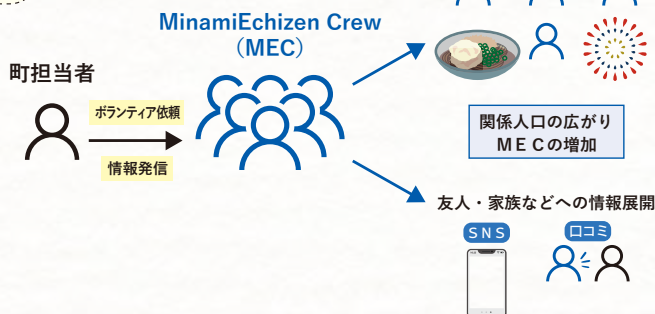 MinamiEchizen Crew
（MEC）
町担当者
ボランティア依頼
情報発信
関係人口の広がり
ＭＥＣの増加
友人・家族などへの情報展開
ＳＮＳ
口コミ